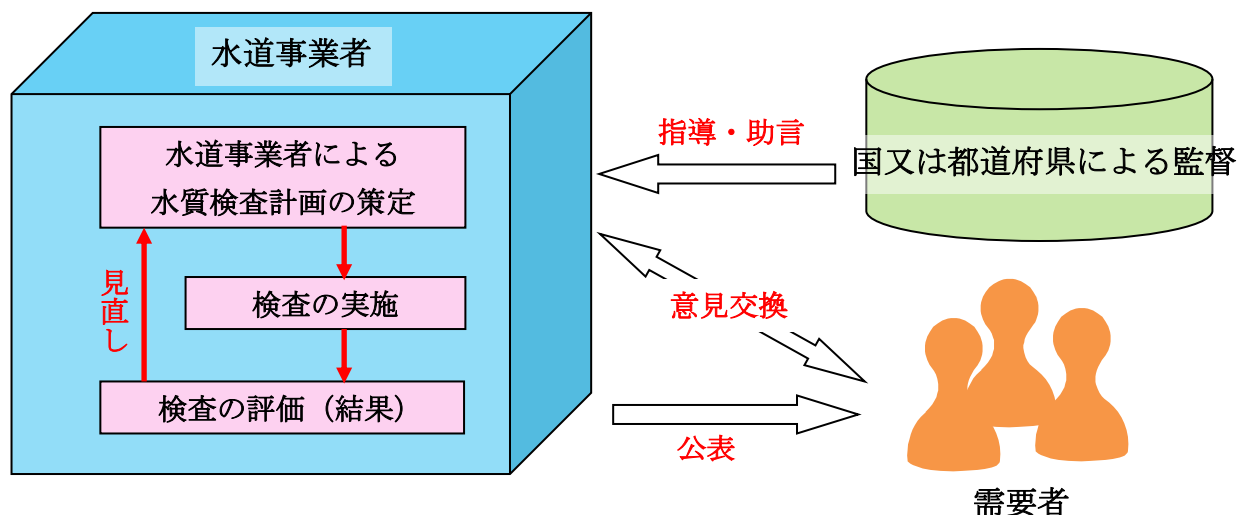 水道事業者
水道事業者による
水質検査計画の策定
見直し
検査の実施
検査の評価（結果）
指導・助言
国又は都道府県による監督
意見交換
公表
需要者